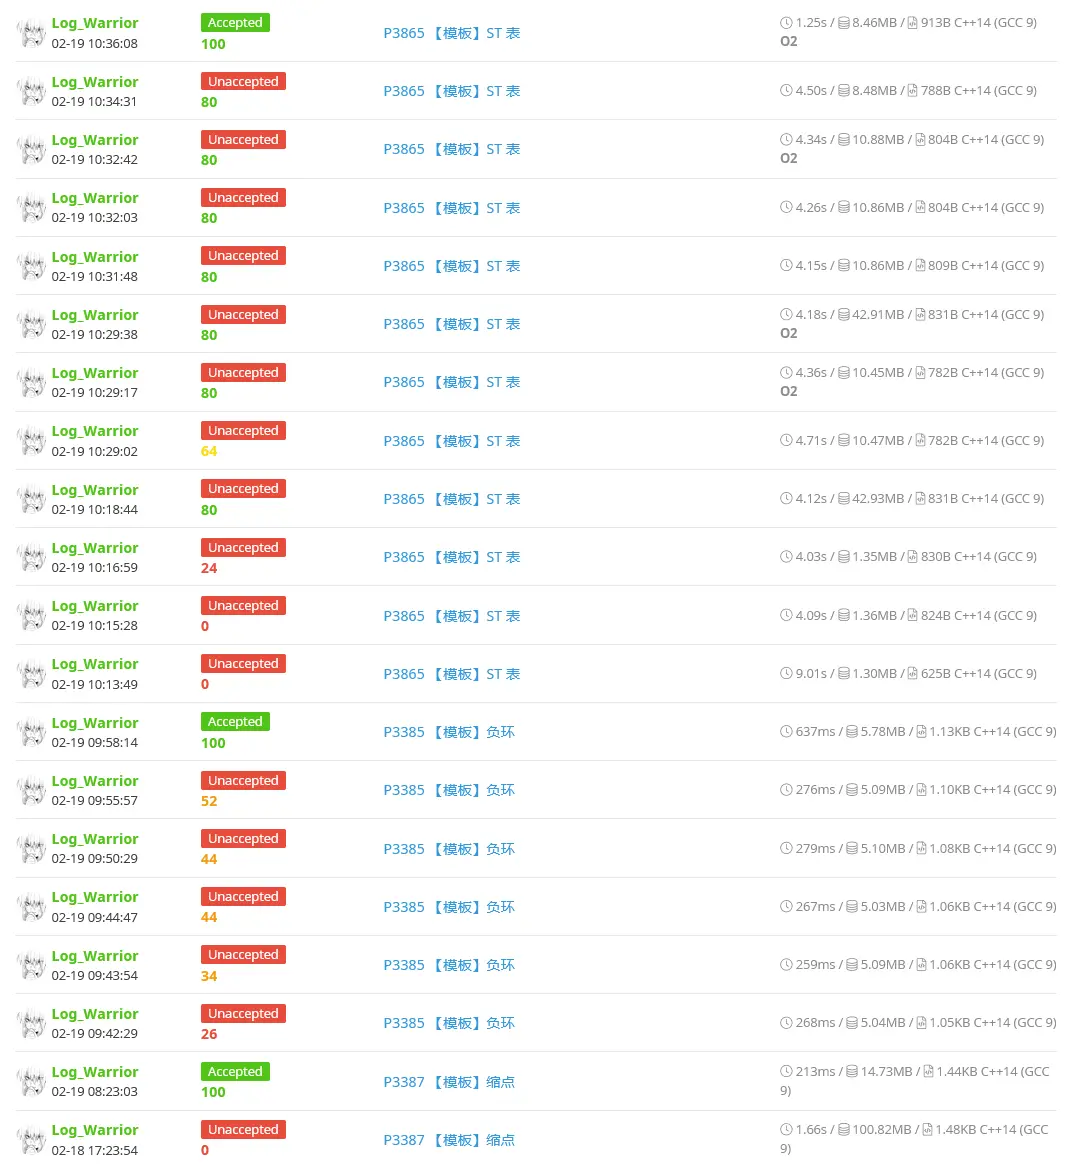 Log_Warrior Accepted 1.25s / 8.46MB / 913B C++14 (GCC 9)
02-19 10:36:08 100 P3865 【模板】ST 表 O2
Log_Warrior Unaccepted
02-19 10:34:31 80 P3865 【模板】ST 表 4.50s / 8.48MB / 788B C++14 (GCC 9)
Log_Warrior Unaccepted 4.34s / 10.88MB / 804B C++14 (GCC 9)
02-19 10:32:42 80 P3865 【模板】ST 表 O2
Log_Warrior Unaccepted
02-19 10:32:03 80 P3865 【模板】ST 表 4.26s / 10.86MB / 804B C++14 (GCC 9)
Log_Warrior Unaccepted
02-19 10:31:48 80 P3865 【模板】ST 表 4.15s / 10.86MB / 809B C++14 (GCC 9)
Log_Warrior Unaccepted 4.18s / 42.91MB / 831B C++14 (GCC 9)
02-19 10:29:38 80 P3865 【模板】ST 表 O2
Log_Warrior Unaccepted 4.36s / 10.45MB / 782B C++14 (GCC 9)
02-19 10:29:17 80 P3865 【模板】ST 表 O2
Log_Warrior Unaccepted
02-19 10:29:02 64 P3865 【模板】ST 表 4.71s / 10.47MB / 782B C++14 (GCC 9)
Log_Warrior Unaccepted
02-19 10:18:44 80 P3865 【模板】ST 表 4.12s / 42.93MB / 831B C++14 (GCC 9)
Log_Warrior Unaccepted
02-19 10:16:59 24 P3865 【模板】ST 表 4.03s / 1.35MB / 830B C++14 (GCC 9)
Log_Warrior Unaccepted
02-19 10:15:28 0 P3865 【模板】ST 表 4.09s / 1.36MB / 824B C++14 (GCC 9)
Log_Warrior Unaccepted
02-19 10:13:49 0 P3865 【模板】ST 表 9.01s / 1.30MB / 625B C++14 (GCC 9)
Log_Warrior Accepted
02-19 09:58:14 100 P3385 【模板】负环 637ms / 5.78MB / 1.13KB C++14 (GCC 9)
Log_Warrior Unaccepted
02-19 09:55:57 52 P3385 【模板】负环 276ms / 5.09MB / 1.10KB C++14 (GCC 9)
Log_Warrior Unaccepted
02-19 09:50:29 44 P3385 【模板】负环 279ms / 5.10MB / 1.08KB C++14 (GCC 9)
Log_Warrior Unaccepted
02-19 09:44:47 44 P3385 【模板】负环 267ms / 5.03MB / 1.06KB C++14 (GCC 9)
Log_Warrior Unaccepted
02-19 09:43:54 34 P3385 【模板】负环 259ms / 5.09MB / 1.06KB C++14 (GCC 9)
Log_Warrior Unaccepted
02-19 09:42:29 26 P3385 【模板】负环 268ms / 5.04MB / 1.05KB C++14 (GCC 9)
Log_Warrior Accepted 213ms / 14.73MB / 1.44KB C++14 (GCC
02-19 08:23:03 100 P3387 【模板】缩点 9)
Log_Warrior Unaccepted 1.66s / 100.82MB / 1.48KB C++14 (GCC
02-18 17:23:54 0 P3387 【模板】缩点 9)